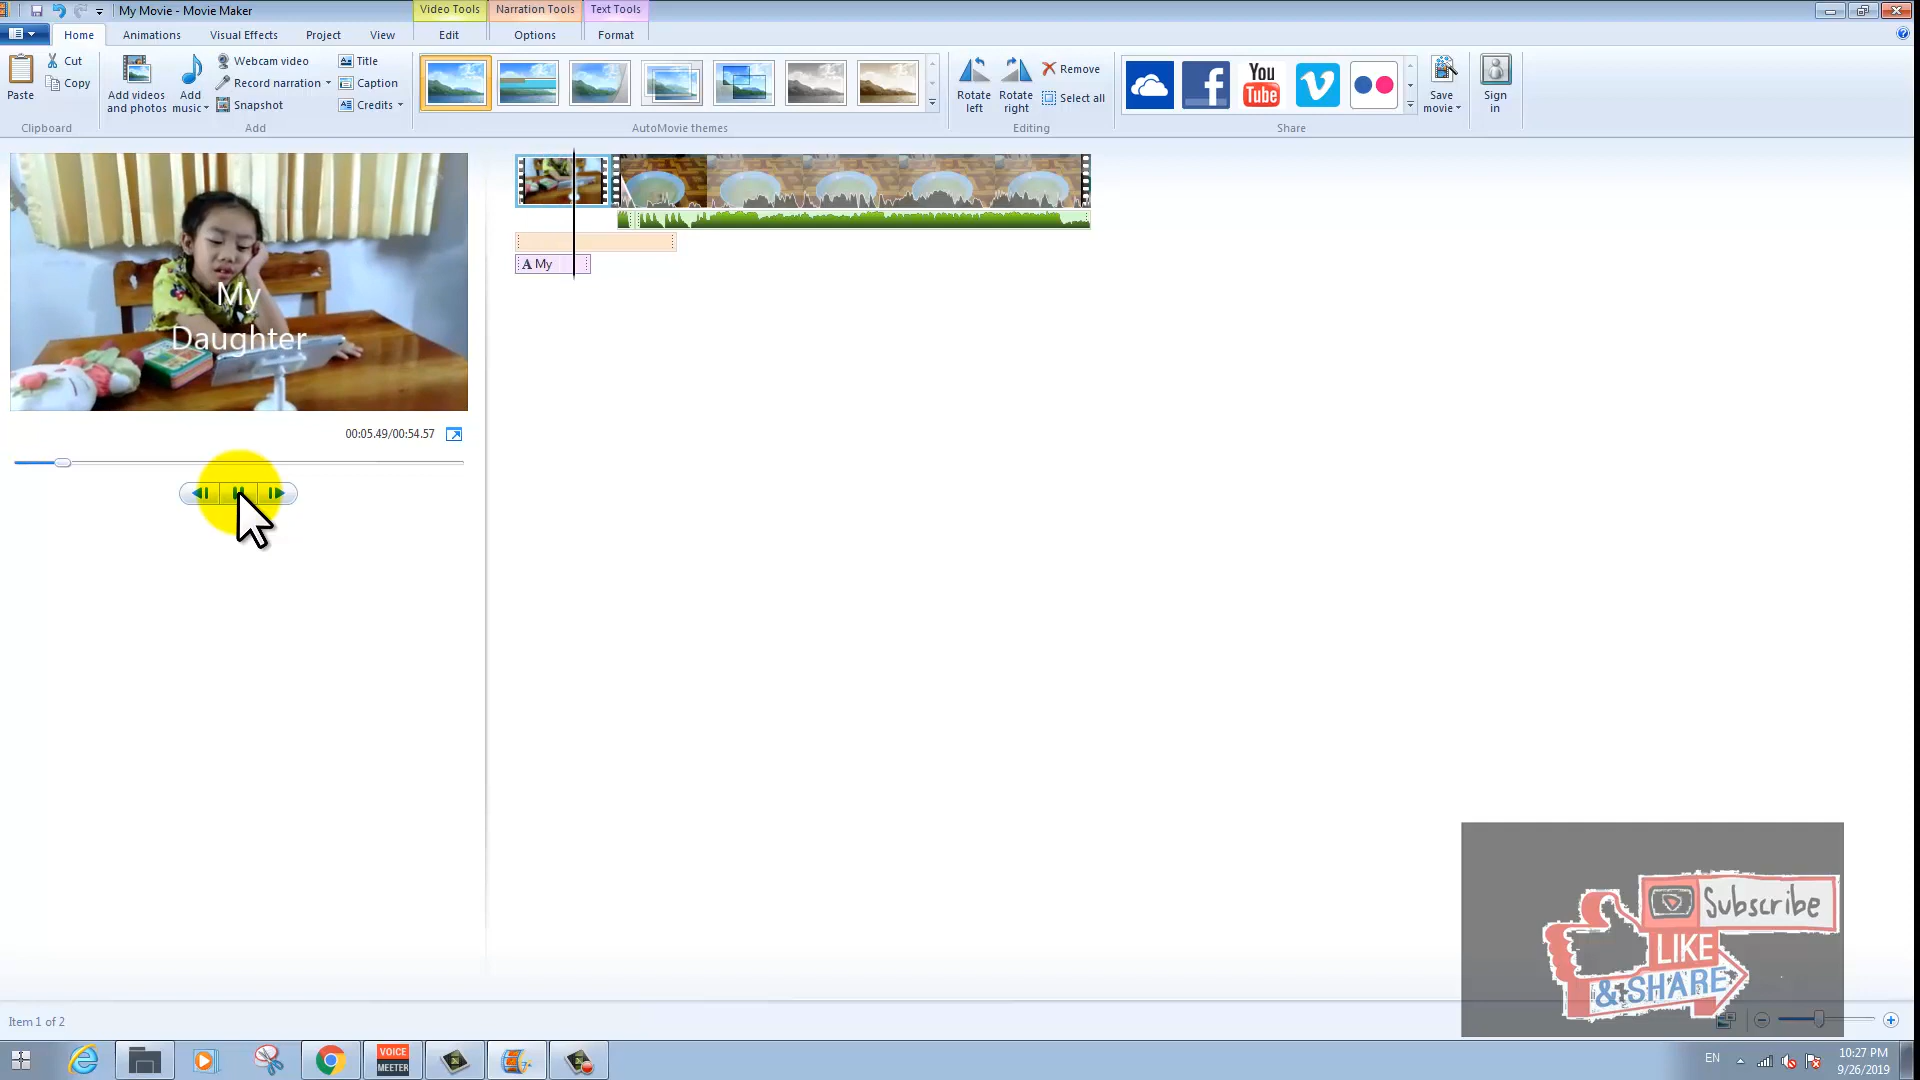 My Movie - Movie Maker
Video Tools
Narration Tools
Text Tools
Home
Animations
Visual Effects
Project
View
Edit
Options
Format
Paste
Cut
Copy
Clipboard
Add videos
and photos
Add
music
Webcam video
Record narration
Snapshot
Title
Caption
Credits
Add
AutoMovie themes
Rotate
left
Rotate
right
Remove
Select all
Editing
You
Tube
Share
Save
movie
Sign
in
My
Daughter
00:05.49/00:54.57
A My
Subscribe
LIKE
& SHARE
Item 1 of 2
VOICE
MEETER
EN
10:27 PM
9/26/2019